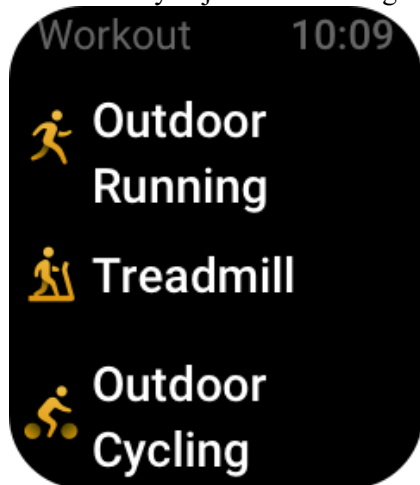 Workout 10:09
Outdoor
Running
Treadmill
Outdoor
Cycling